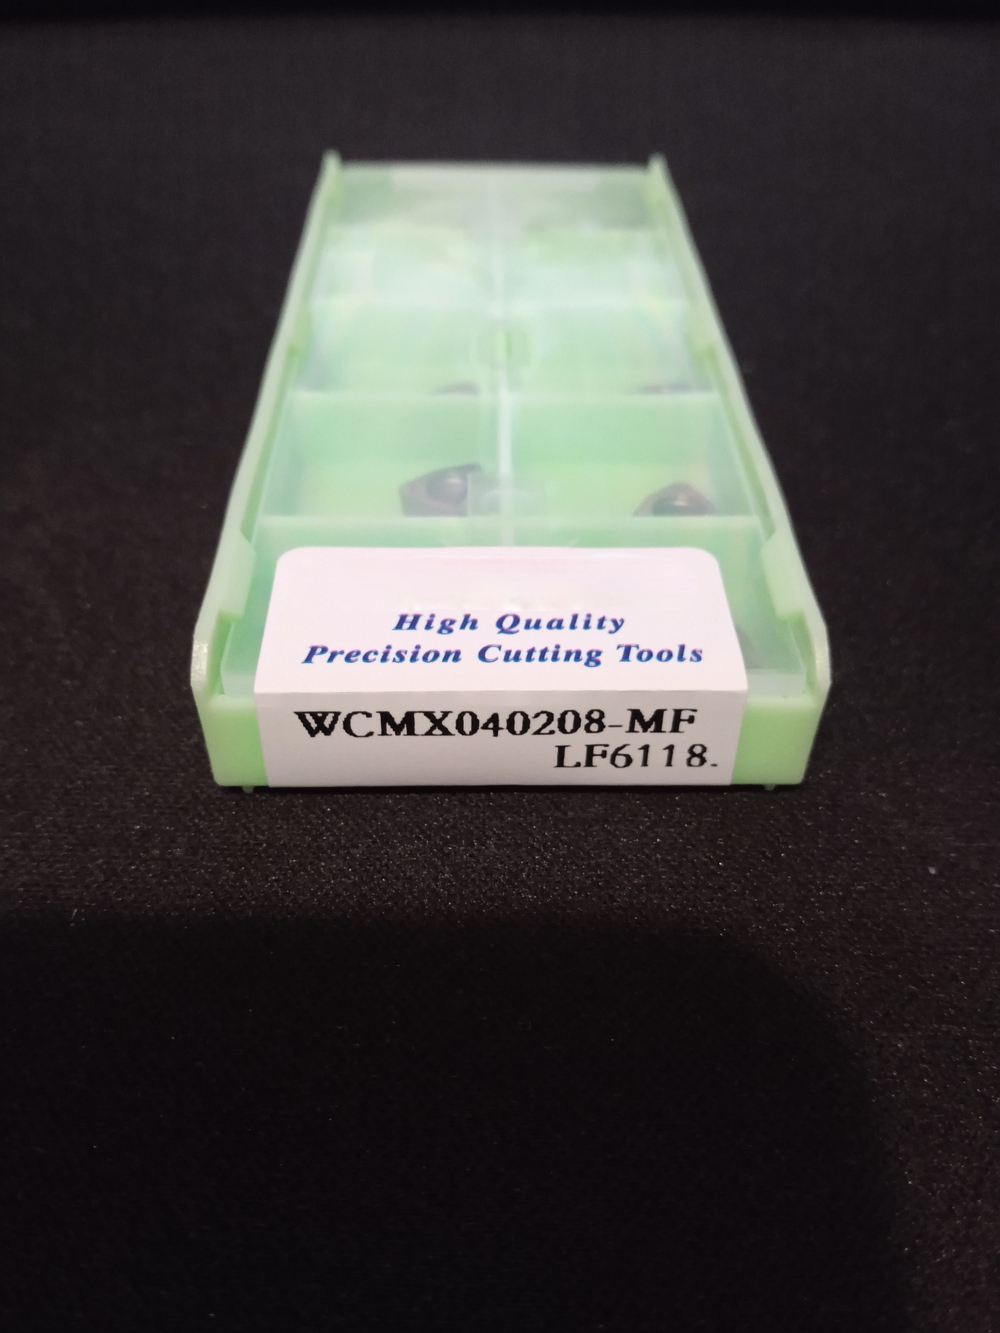 High Quality
Precision Cutting Tools
WCMX040208-MF
LF6118.